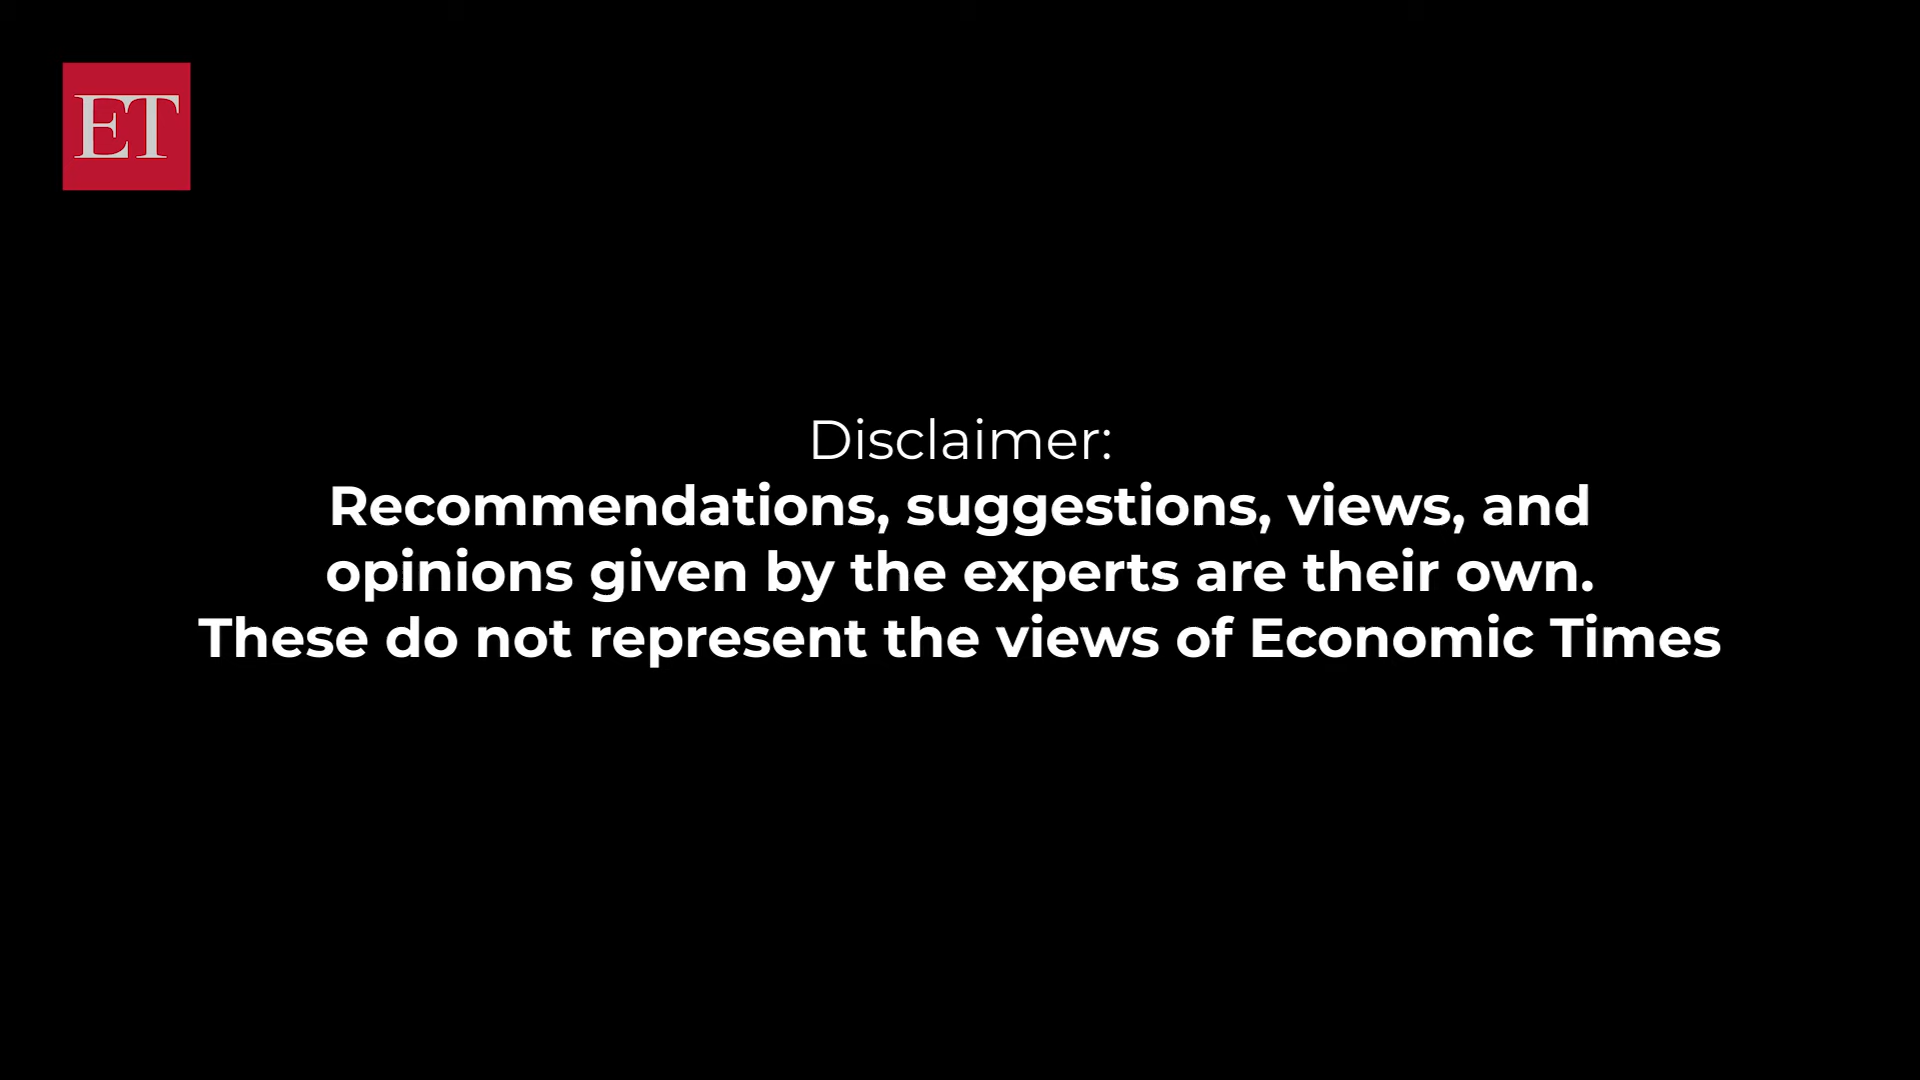 ET
Disclaimer:
Recommendations, suggestions, views, and
opinions given by the experts are their own.
These do not represent the views of Economic Times